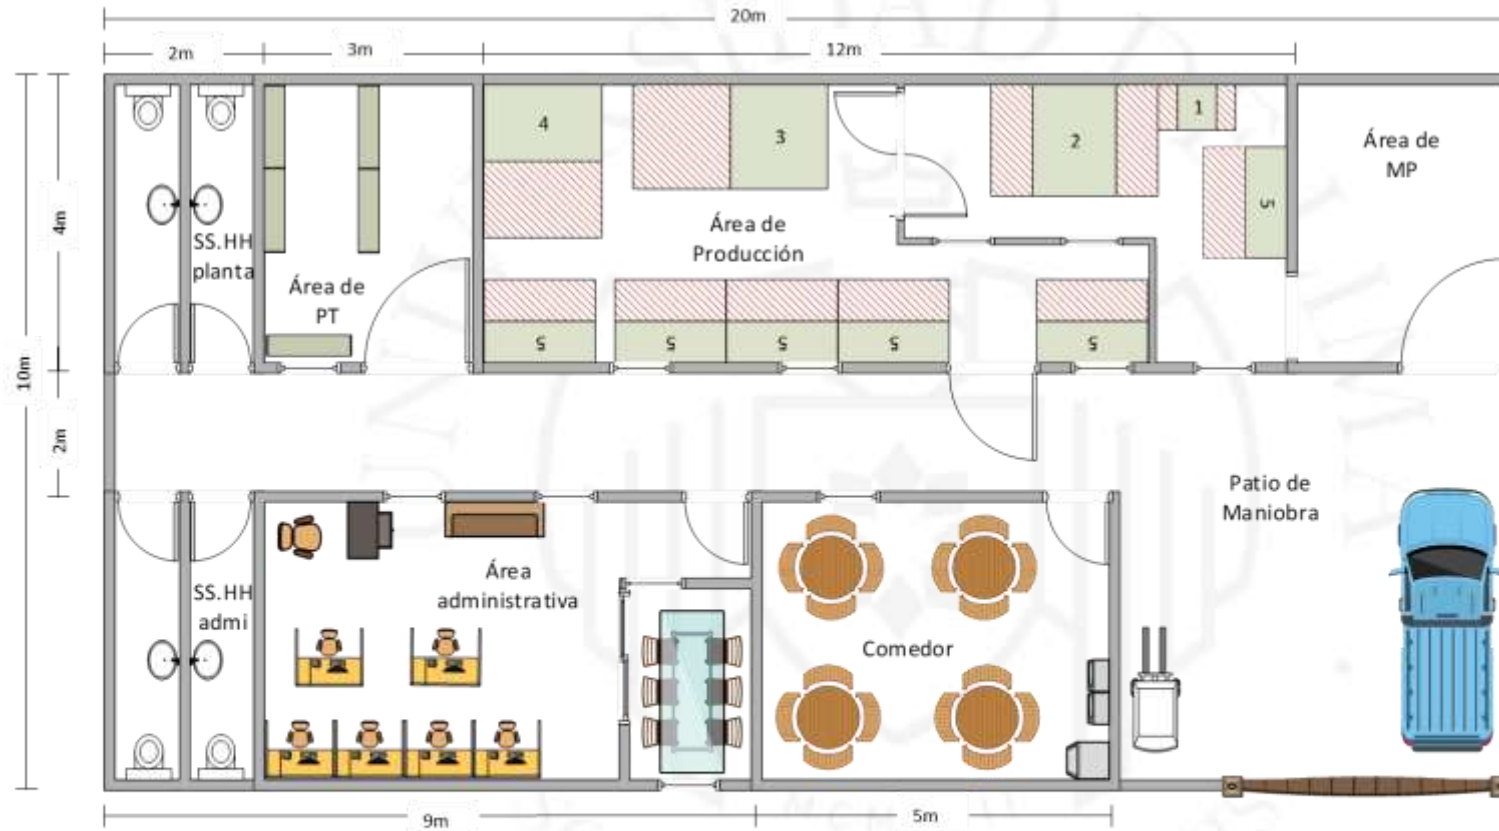 20m
2m
3m
12m
4
3
2
1
5
Área de
MP
4m
SS.HH
planta
Área de
Producción
Área de
PT
5
5
5
5
5
10m
2m
Patio de
Maniobra
SS.HH
admi
Área
administrativa
Comedor
9m
5m